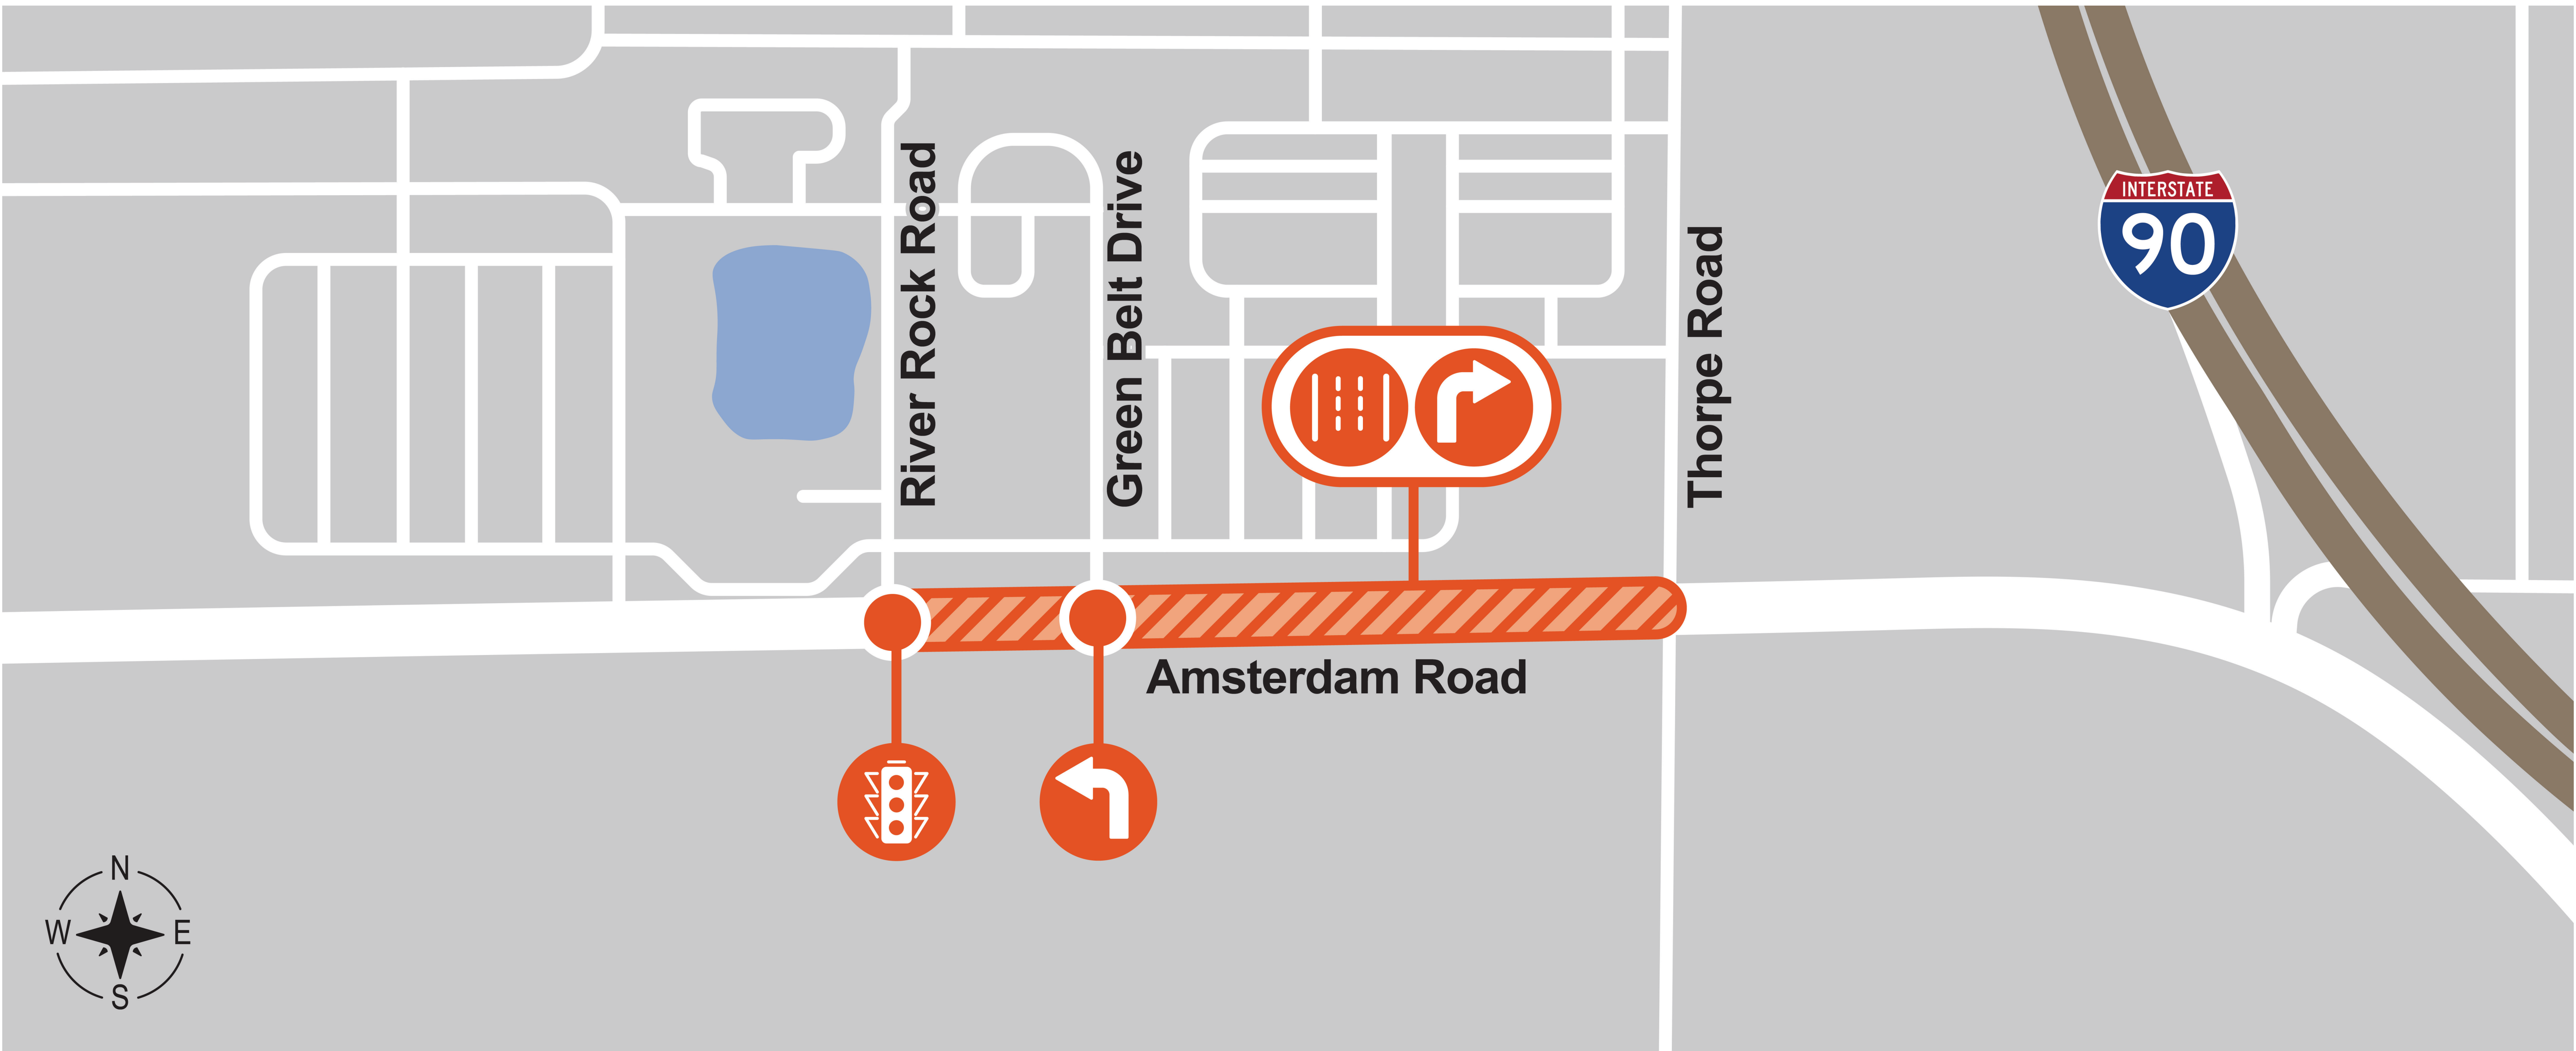 River Rock Road
Green Belt Drive
Thorpe Road
INTERSTATE
90
Amsterdam Road
N
W
E
S